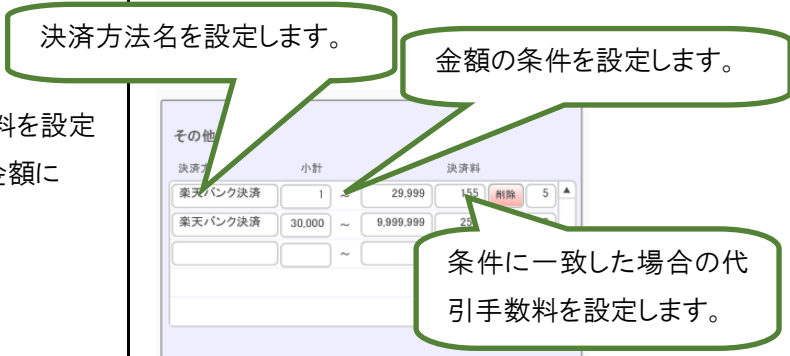 決済方法名を設定します。
金額の条件を設定します。
料を設定
金額に
その他
小計
決済料
楽天バンク決済 1 ～ 29,999 155 削除 5
楽天バンク決済 30,000 ～ 9,999,999
～
条件に一致した場合の代
引手数料を設定します。